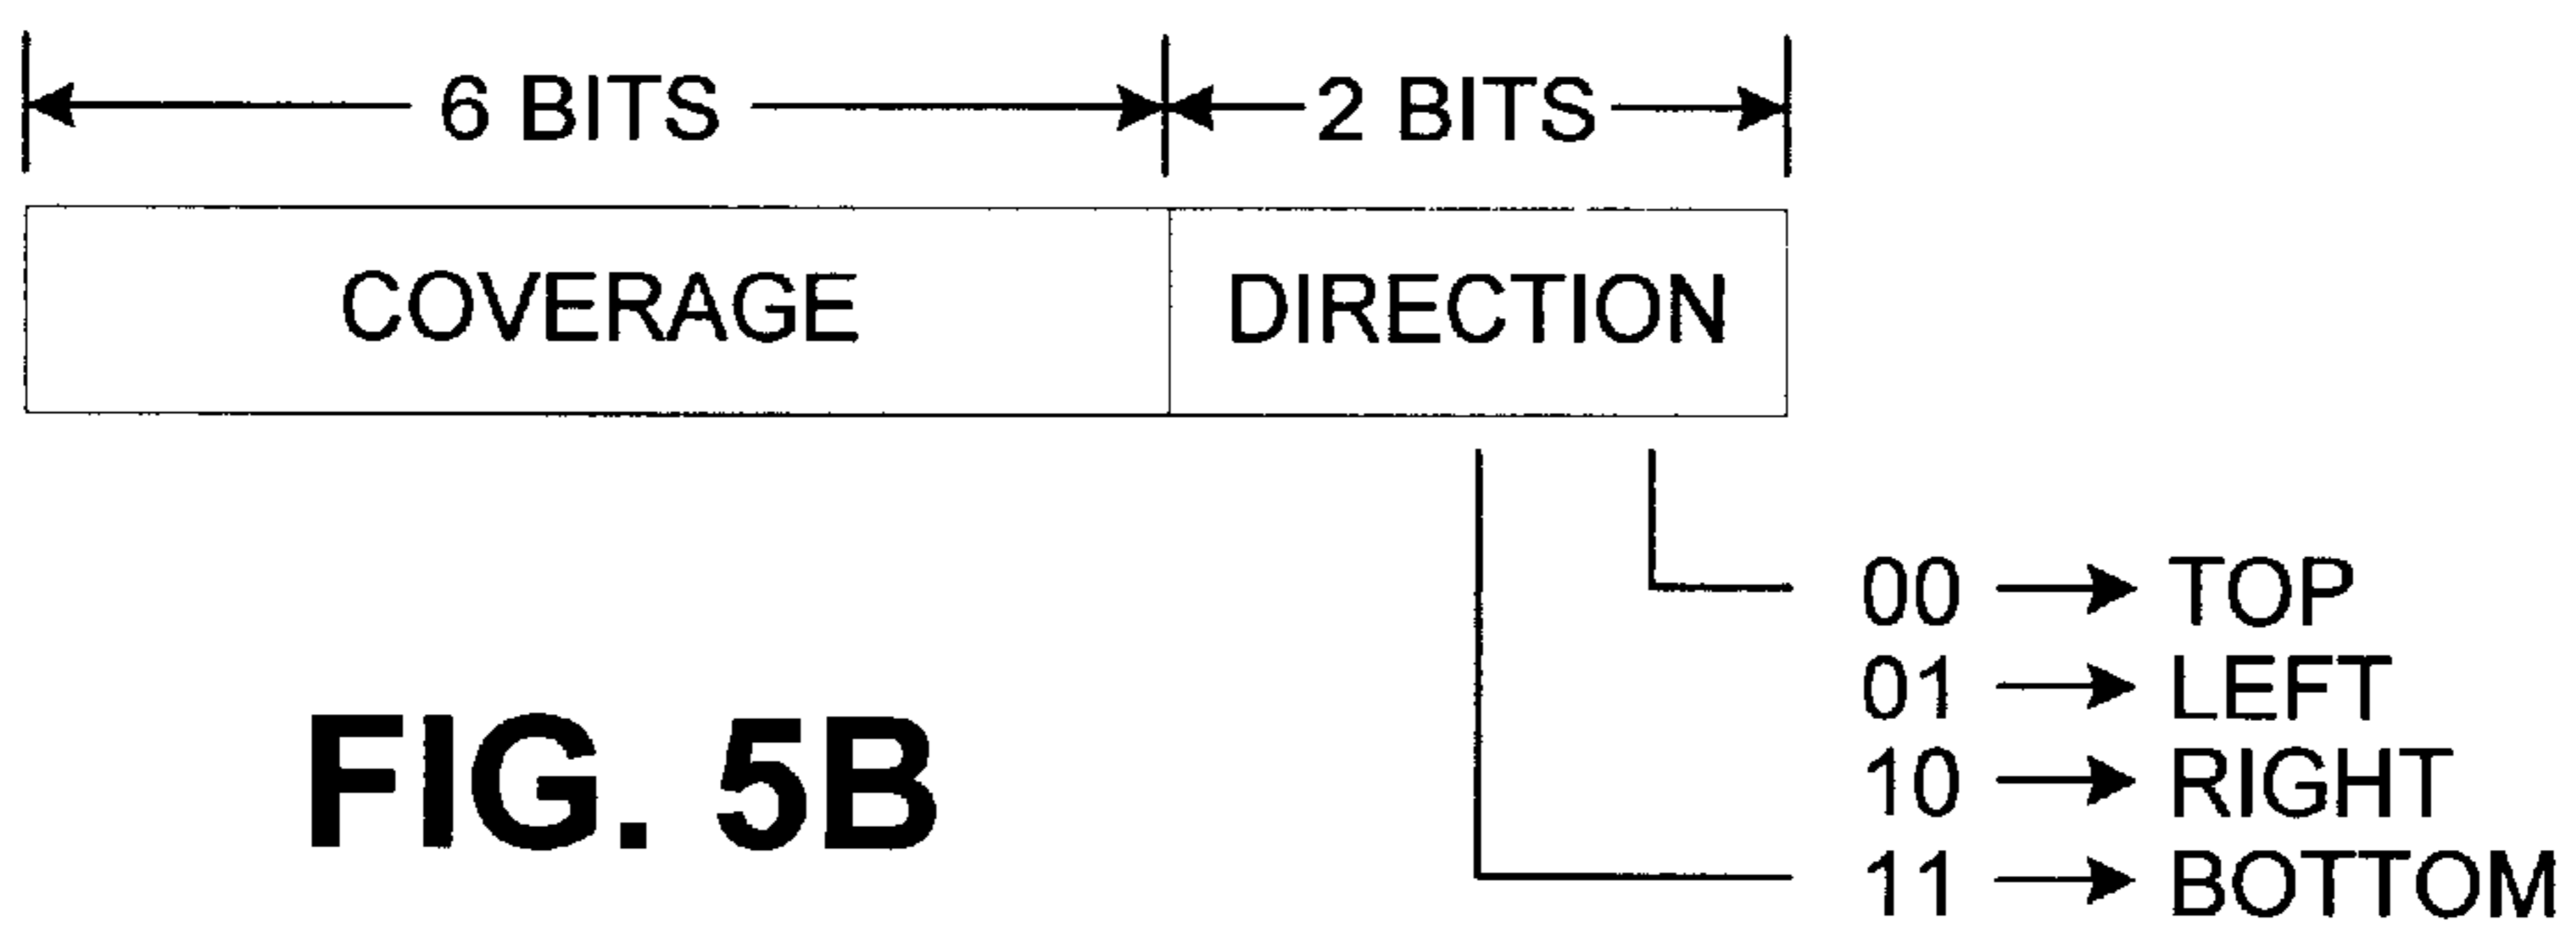 6 BITS 2 BITS
COVERAGE DIRECTION
00 TOP
01 LEFT
10 RIGHT
11 BOTTOM
FIG. 5B